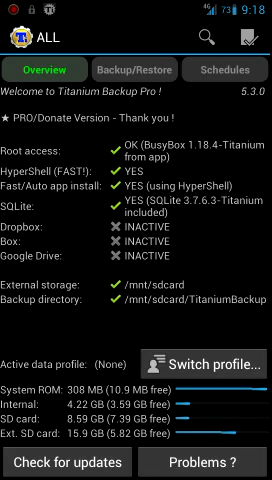 4G 73 9:18
ALL
Overview Backup/Restore Schedules
Welcome to Titanium Backup Pro ! 5.3.0
★ PRO/Donate Version - Thank you !
Root access: OK (BusyBox 1.18.4-Titanium
from app)
HyperShell (FAST!): YES
Fast/Auto app install: YES (using HyperShell)
SQLite: YES (SQLite 3.7.6.3-Titanium
included)
Dropbox: INACTIVE
Box: INACTIVE
Google Drive: INACTIVE
External storage: /mnt/sdcard
Backup directory: /mnt/sdcard/TitaniumBackup
Active data profile: (None) Switch profile...
System ROM: 308 MB (10.9 MB free)
Internal: 4.22 GB (3.59 GB free)
SD card: 8.59 GB (7.39 GB free)
Ext. SD card: 15.9 GB (5.82 GB free)
Check for updates Problems ?